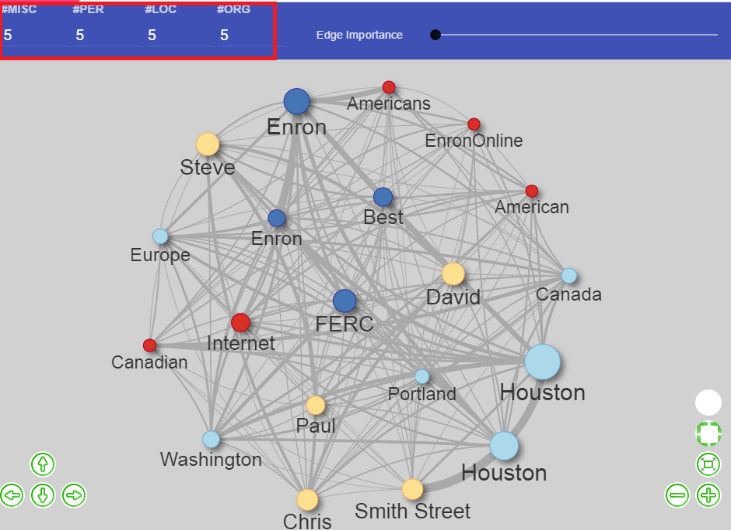 #MISC #PER #LOC #ORG
5 5 5 5
Edge Importance
Americans
Enron
EnronOnline
Steve
American
Best
Enron
Europe
Canada
David
FERC
Internet
Canadian
Houston
Portland
Paul
Washington
Houston
Smith Street
Chris